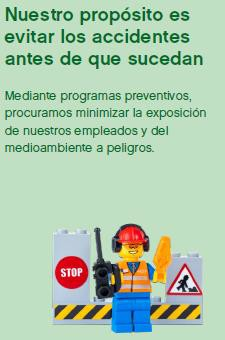 Nuestro propósito es
evitar los accidentes
antes de que sucedan
Mediante programas preventivos,
procuramos minimizar la exposición
de nuestros empleados y del
medioambiente a peligros.
STOP